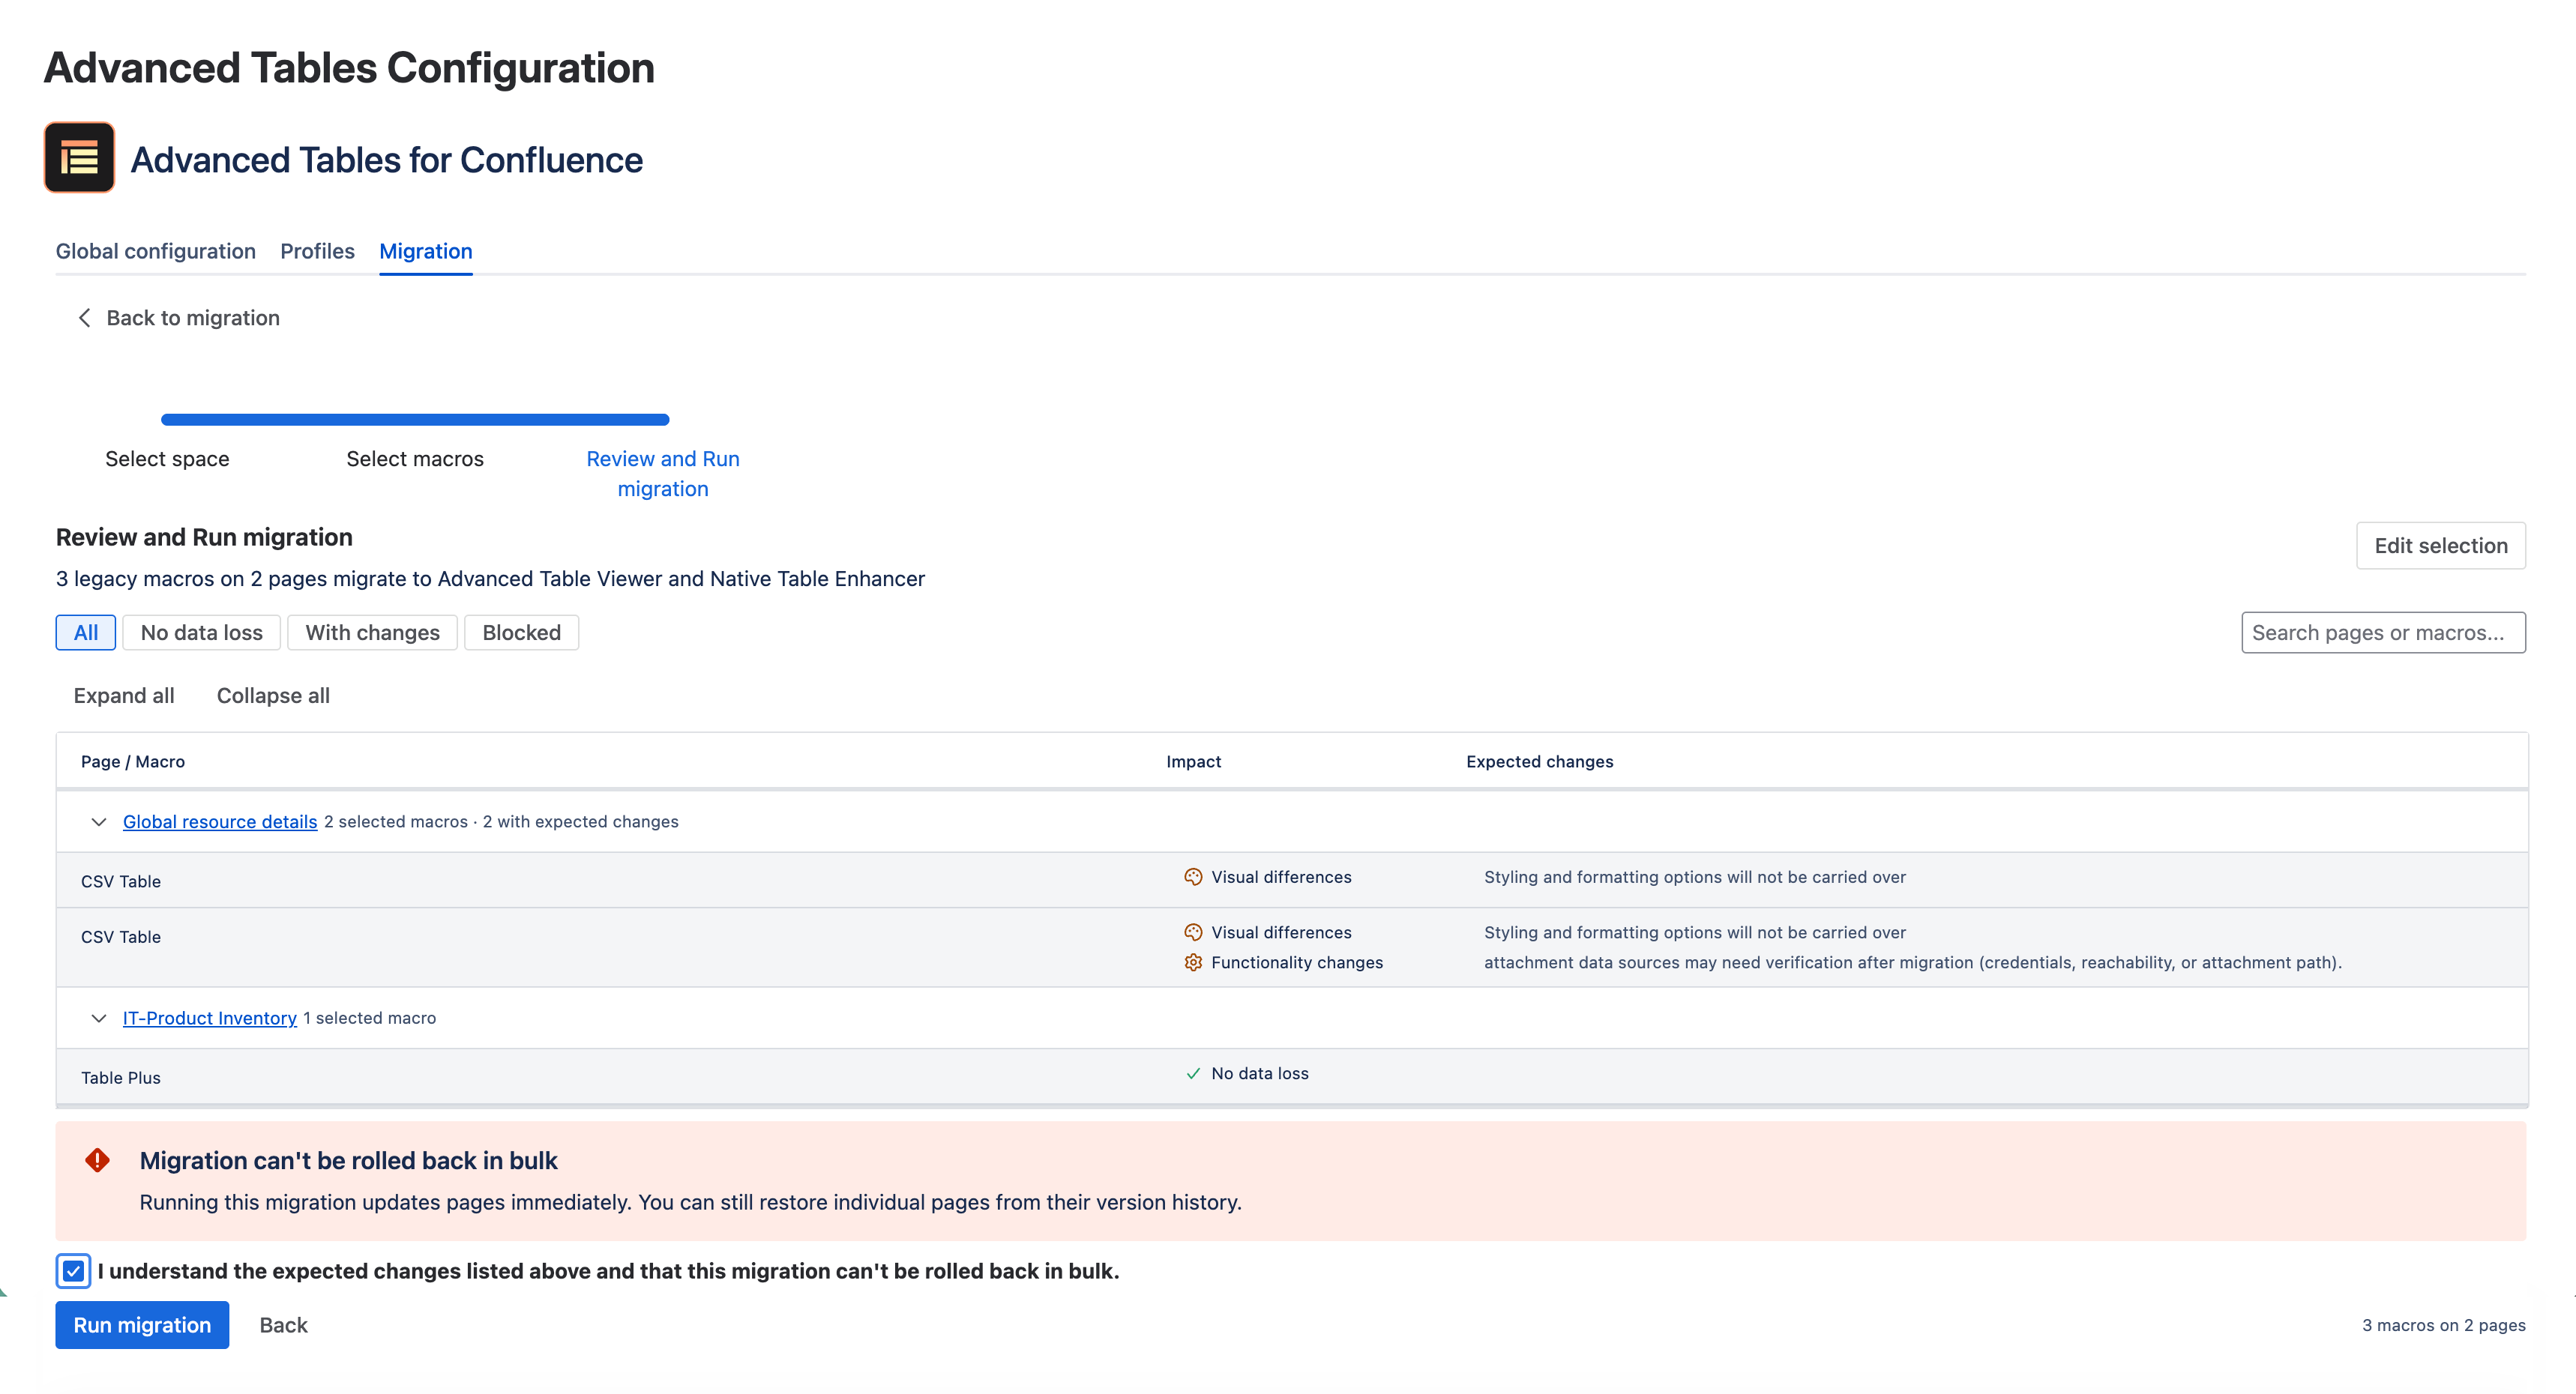 Advanced Tables Configuration
Advanced Tables for Confluence
Global configuration Profiles Migration
Back to migration
Select space Select macros Review and Run
migration
Review and Run migration
Edit selection
3 legacy macros on 2 pages migrate to Advanced Table Viewer and Native Table Enhancer
All No data loss With changes Blocked Search pages or macros...
Expand all Collapse all
Page / Macro Impact Expected changes
Global resource details 2 selected macros · 2 with expected changes
CSV Table Visual differences Styling and formatting options will not be carried over
CSV Table Visual differences Styling and formatting options will not be carried over
Functionality changes attachment data sources may need verification after migration (credentials, reachability, or attachment path).
IT-Product Inventory 1 selected macro
Table Plus No data loss
Migration can't be rolled back in bulk
Running this migration updates pages immediately. You can still restore individual pages from their version history.
I understand the expected changes listed above and that this migration can't be rolled back in bulk.
Run migration Back 3 macros on 2 pages